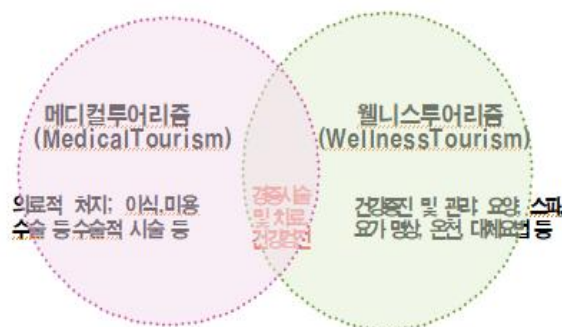 메디컬투어리즘
(MedicalTourism)
의료적 처지; 이식,미용
수술 등 수술적 시술 등
경증시술
및 치료,
건강검진
웰니스투어리즘
(WellnessTourism)
건강증진 및 관리; 요양, 스파,
요가 명상, 온천, 대체요법 등